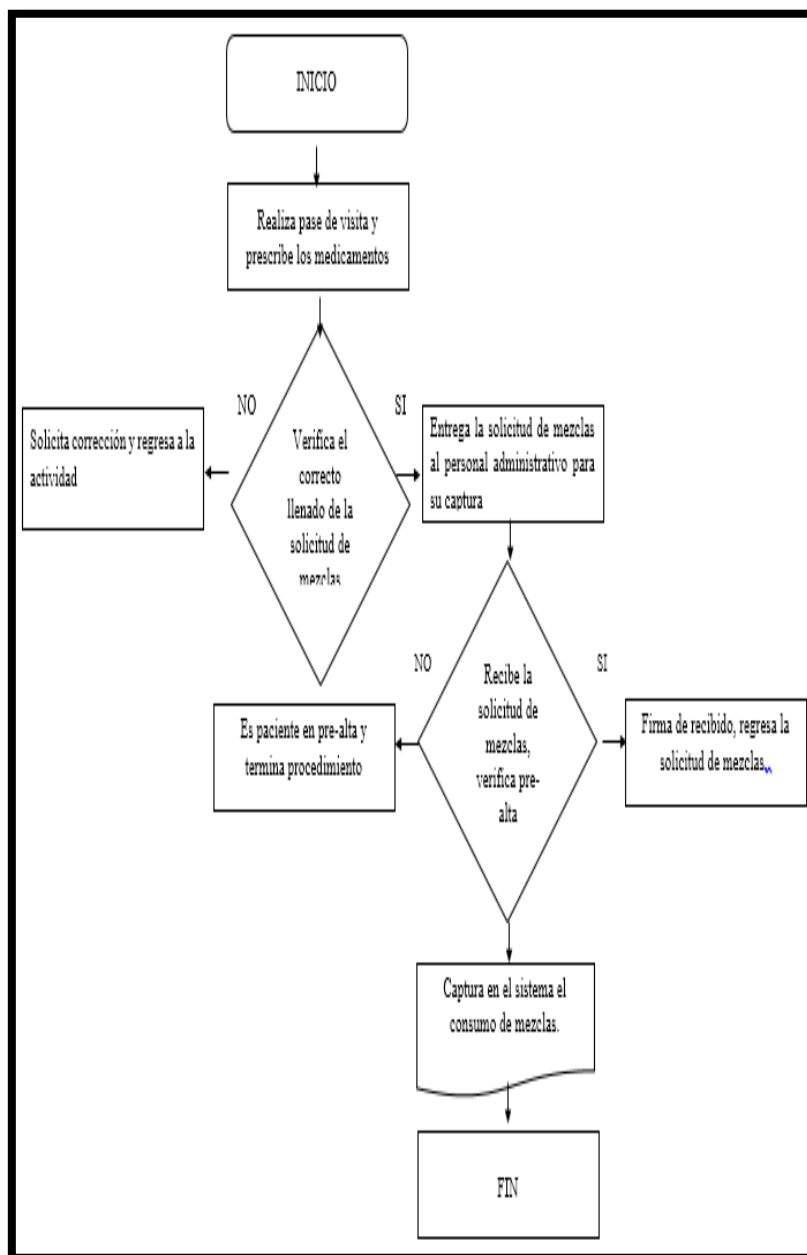 INICIO
Realiza pase de visita y
prescribe los medicamentos
NO
SI
Verifica el
correcto
llenado de la
solicitud de
mezclas
Solicita corrección y regresa a la
actividad
Entrega la solicitud de mezclas
al personal administrativo para
su captura
NO
SI
Recibe la
solicitud de
mezclas,
verifica pre-
alta
Es paciente en pre-alta y
termina procedimiento
Firma de recibido, regresa la
solicitud de mezclas
Captura en el sistema el
consumo de mezclas.
FIN